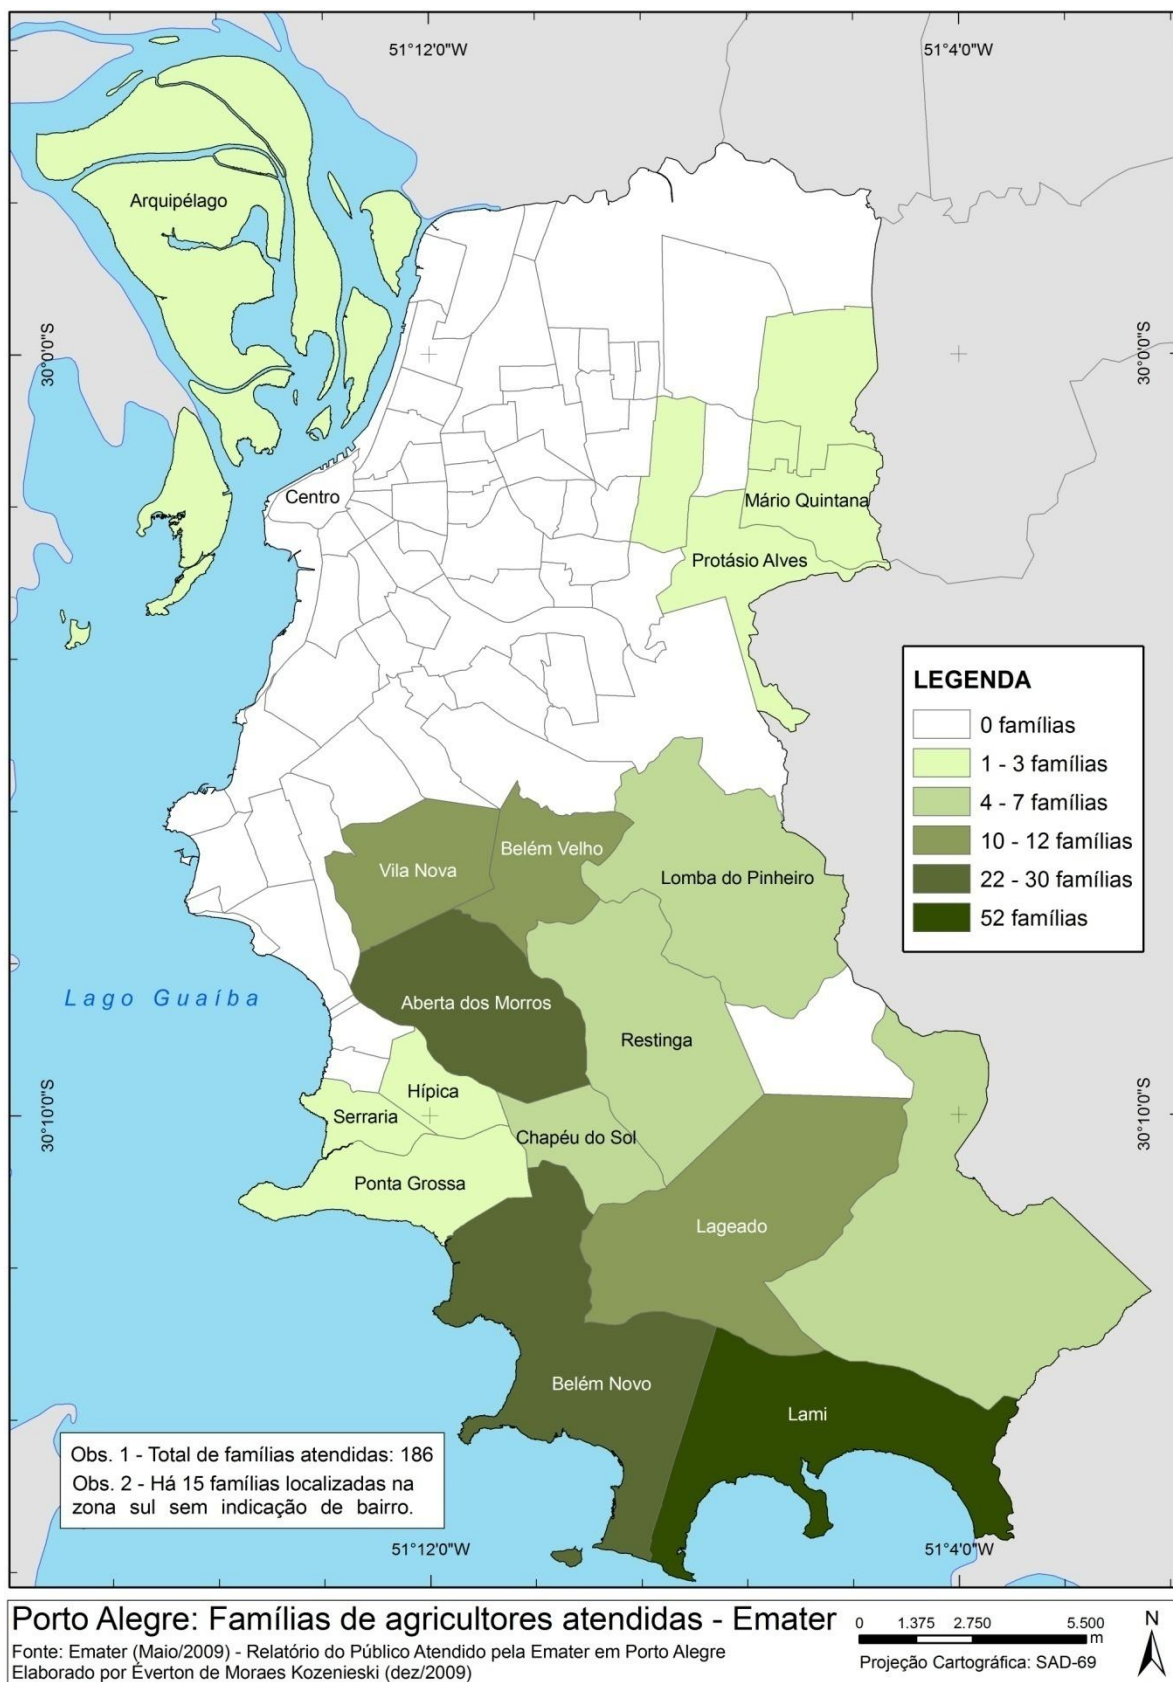 51°12'0"W
51°4'0"W
Arquipélago
30°0'0"S
30°0'0"S
Centro
Mário Quintana
Protásio Alves
LEGENDA
0 famílias
1 - 3 famílias
4 - 7 famílias
10 - 12 famílias
22 - 30 famílias
52 famílias
Belém Velho
Vila Nova
Lomba do Pinheiro
Lago Guaíba
Aberta dos Morros
Restinga
Hípica
30°10'0"S
30°10'0"S
Serraria
Chapéu do Sol
Ponta Grossa
Lageado
Belém Novo
Lami
Obs. 1 - Total de famílias atendidas: 186
Obs. 2 - Há 15 famílias localizadas na
zona sul sem indicação de bairro.
51°12'0"W
51°4'0"W
Porto Alegre: Famílias de agricultores atendidas - Emater
Fonte: Emater (Maio/2009) - Relatório do Público Atendido pela Emater em Porto Alegre
Elaborado por Éverton de Moraes Kozenieski (dez/2009)
0 1.375 2.750 5.500
m
Projeção Cartográfica: SAD-69
N